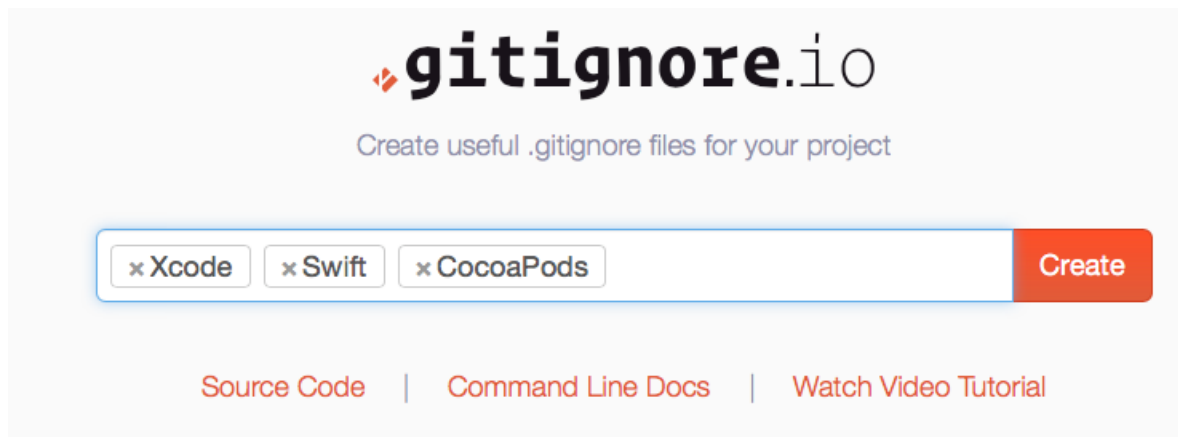 .gitignore.io
Create useful .gitignore files for your project
× Xcode × Swift × CocoaPods Create
Source Code | Command Line Docs | Watch Video Tutorial